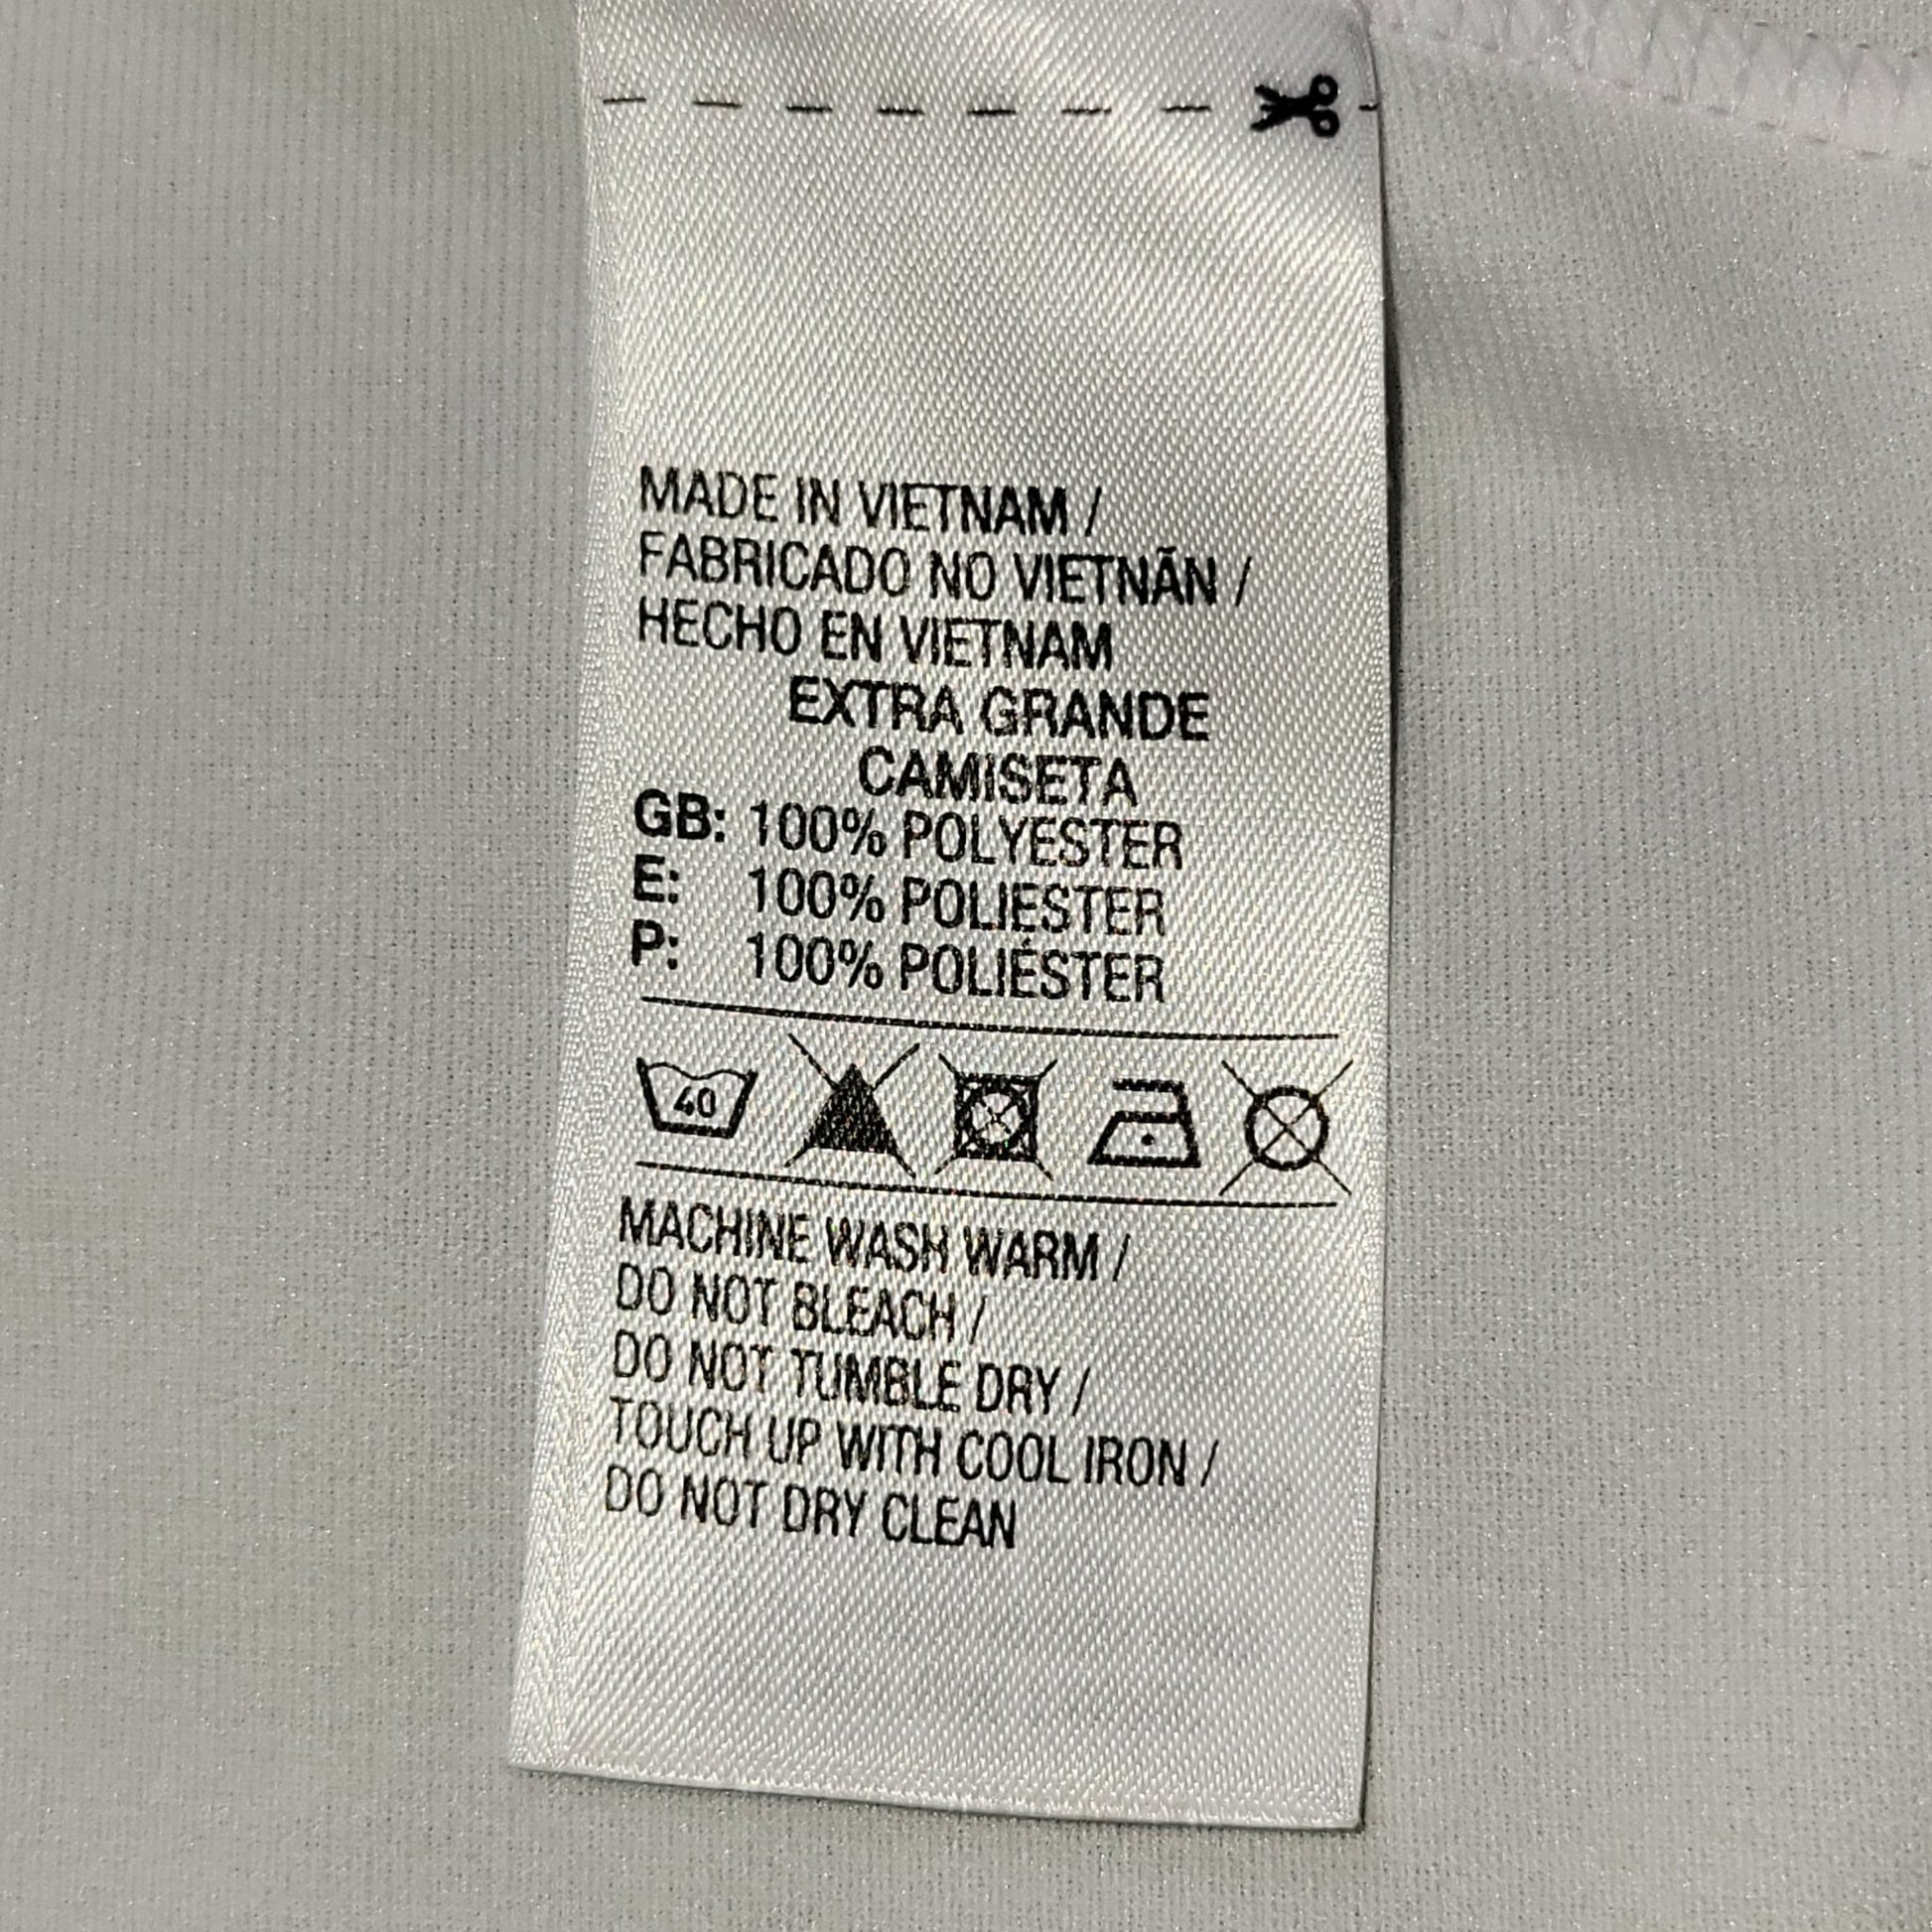 MADE IN VIETNAM /
FABRICADO NO VIETNÃN /
HECHO EN VIETNAM
EXTRA GRANDE
CAMISETA
GB: 100% POLYESTER
E: 100% POLIESTER
P: 100% POLIÉSTER
40
MACHINE WASH WARM /
DO NOT BLEACH /
DO NOT TUMBLE DRY /
TOUCH UP WITH COOL IRON /
DO NOT DRY CLEAN